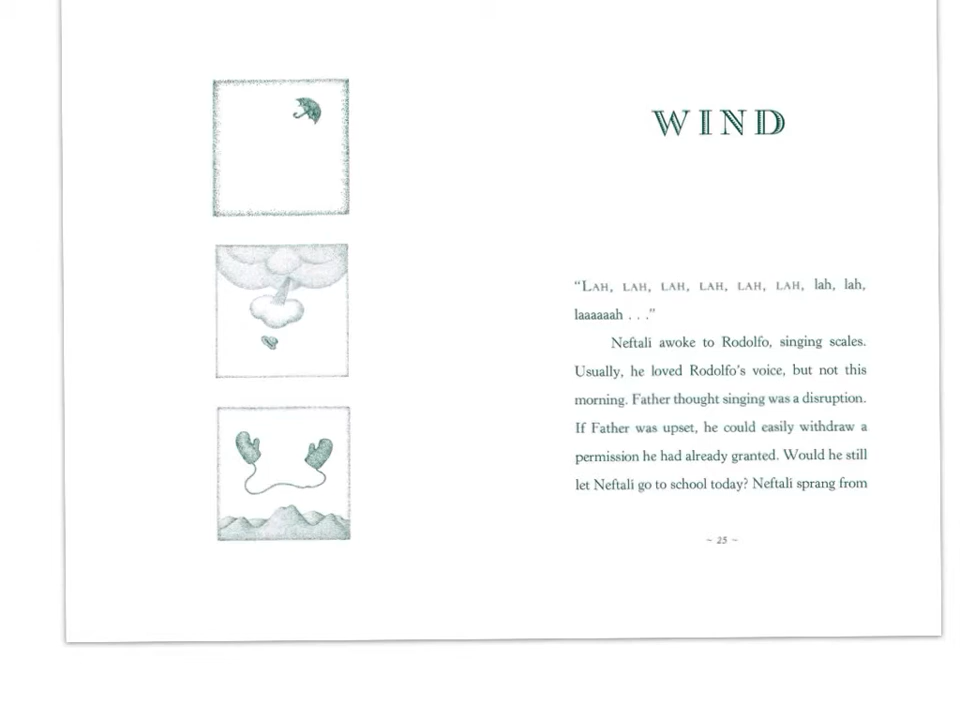 WIND
“LAH, LAH, LAH, LAH, LAH, LAH, lah, lah,
laaaaaah . . .”
Neftalí awoke to Rodolfo, singing scales.
Usually, he loved Rodolfo’s voice, but not this
morning. Father thought singing was a disruption.
If Father was upset, he could easily withdraw a
permission he had already granted. Would he still
let Neftalí go to school today? Neftalí sprang from
~ 25 ~